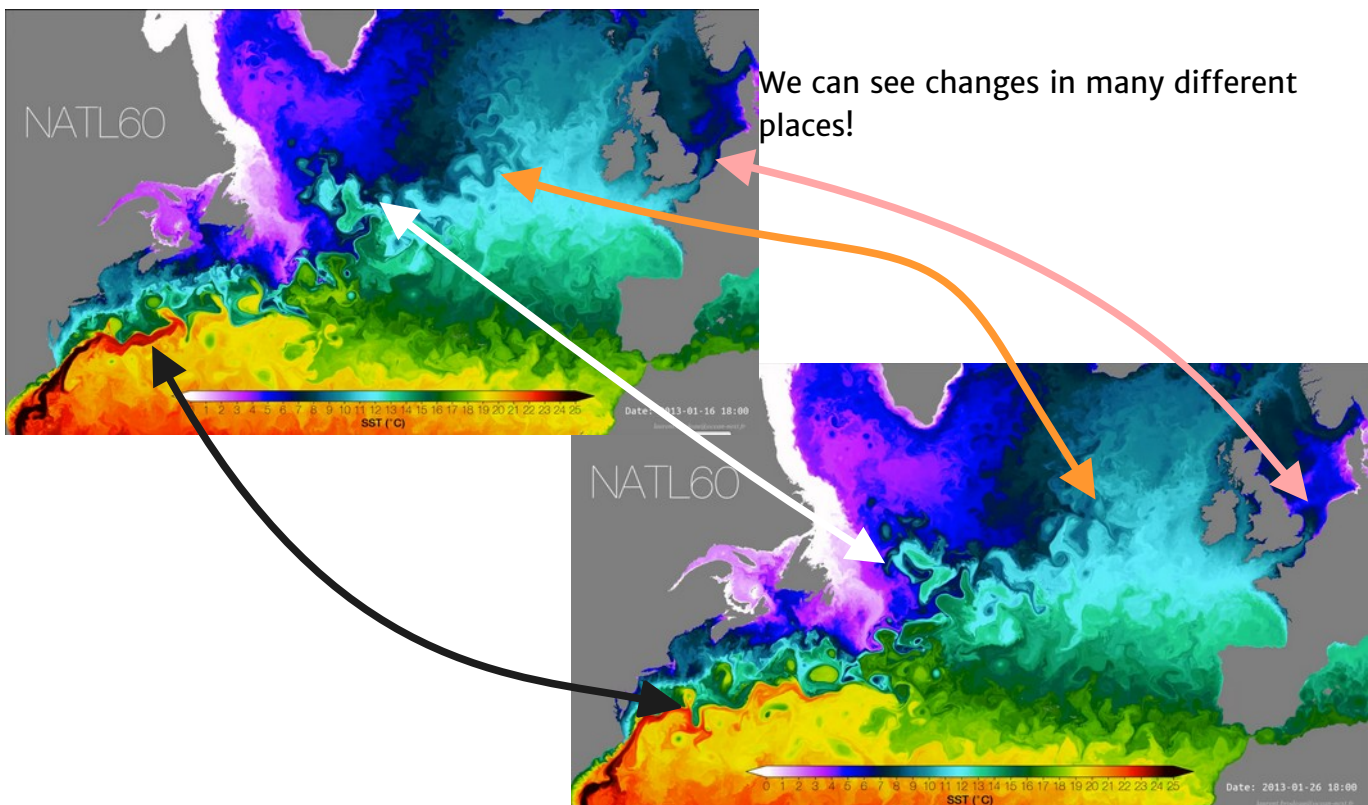 NATL60
We can see changes in many different
places!
1 2 3 4 5 6 7 8 9 10 11 12 13 14 15 16 17 18 19 20 21 22 23 24 25
SST (°C)
Date: 2013-01-16 18:00
NATL60
0 1 2 3 4 5 6 7 8 9 10 11 12 13 14 15 16 17 18 19 20 21 22 23 24 25
SST (°C)
Date: 2013-01-26 18:00